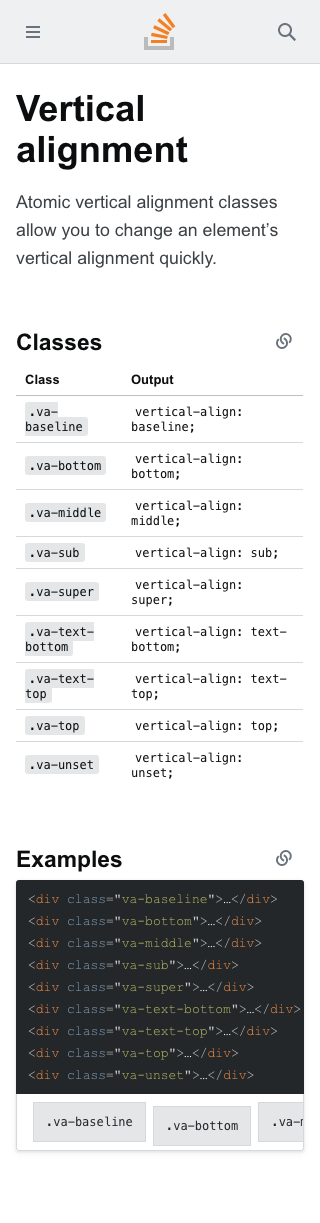 Vertical
alignment
Atomic vertical alignment classes
allow you to change an element’s
vertical alignment quickly.
Classes
Class Output
.va-
baseline
vertical-align:
baseline;
.va-bottom
vertical-align:
bottom;
.va-middle
vertical-align:
middle;
.va-sub vertical-align: sub;
.va-super
vertical-align:
super;
.va-text-
bottom
vertical-align: text-
bottom;
.va-text-
top
vertical-align: text-
top;
.va-top vertical-align: top;
.va-unset
vertical-align:
unset;
Examples
<div class="va-baseline">…</div>
<div class="va-bottom">…</div>
<div class="va-middle">…</div>
<div class="va-sub">…</div>
<div class="va-super">…</div>
<div class="va-text-bottom">…</div>
<div class="va-text-top">…</div>
<div class="va-top">…</div>
<div class="va-unset">…</div>
.va-baseline .va-bottom